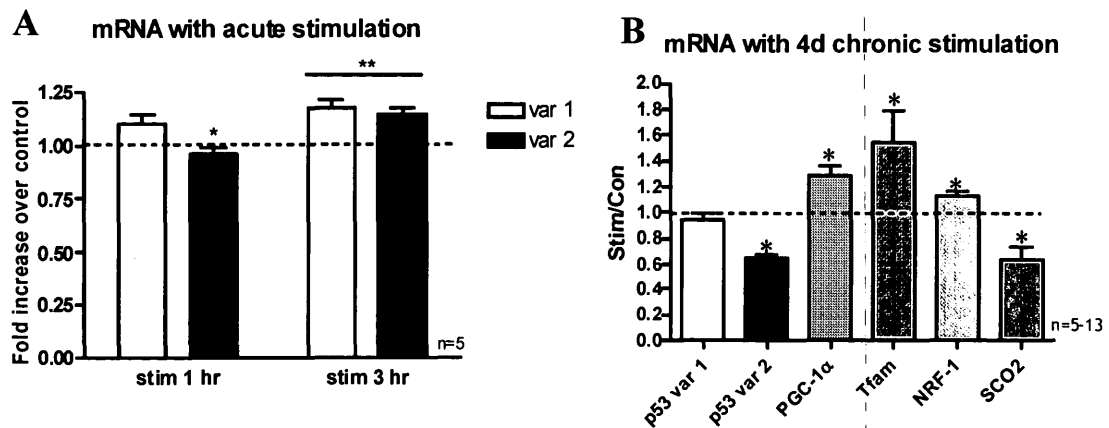 A
mRNA with acute stimulation
Fold increase over control
1.25
1.00
0.75
0.50
0.25
0.00
*
**
stim 1 hr
stim 3 hr
n=5
var 1
var 2
B
mRNA with 4d chronic stimulation
Stim/Con
2.0
1.8
1.6
1.4
1.2
1.0
0.8
0.6
0.4
0.2
0.0
*
*
*
*
*
p53 var 1
p53 var 2
PGC-1α
Tfam
NRF-1
SCO2
n=5-13